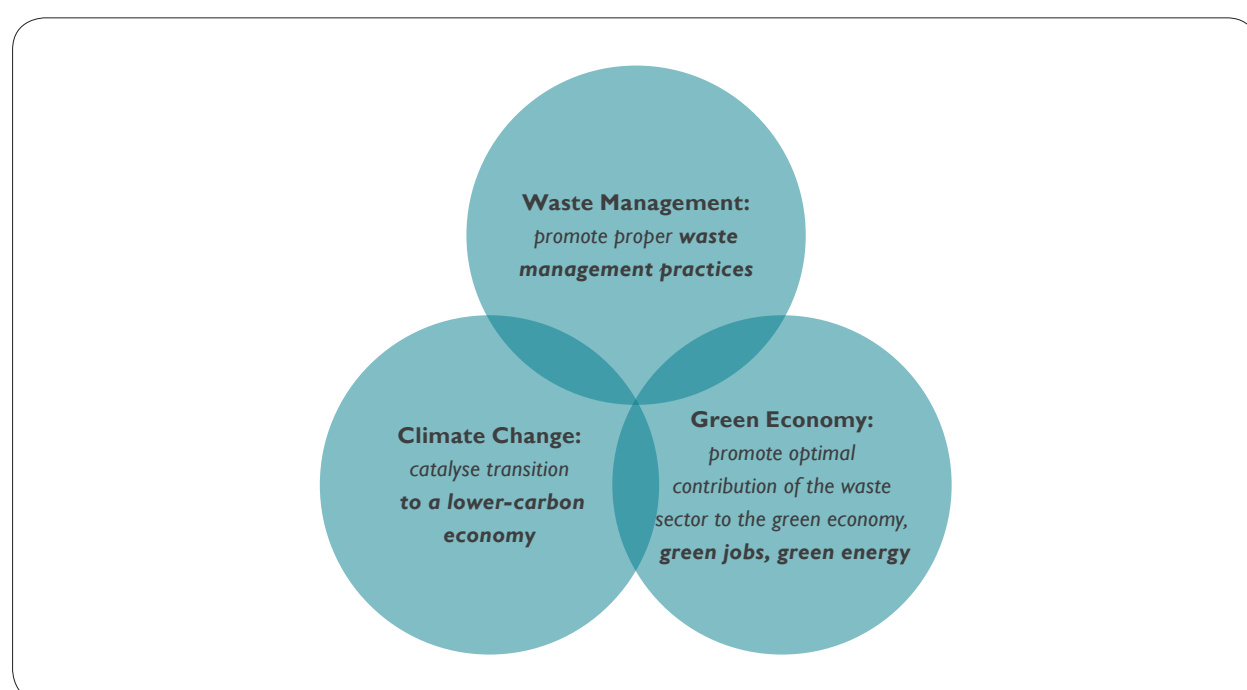 Waste Management:
promote proper waste
management practices
Climate Change:
catalyse transition
to a lower-carbon
economy
Green Economy:
promote optimal
contribution of the waste
sector to the green economy,
green jobs, green energy